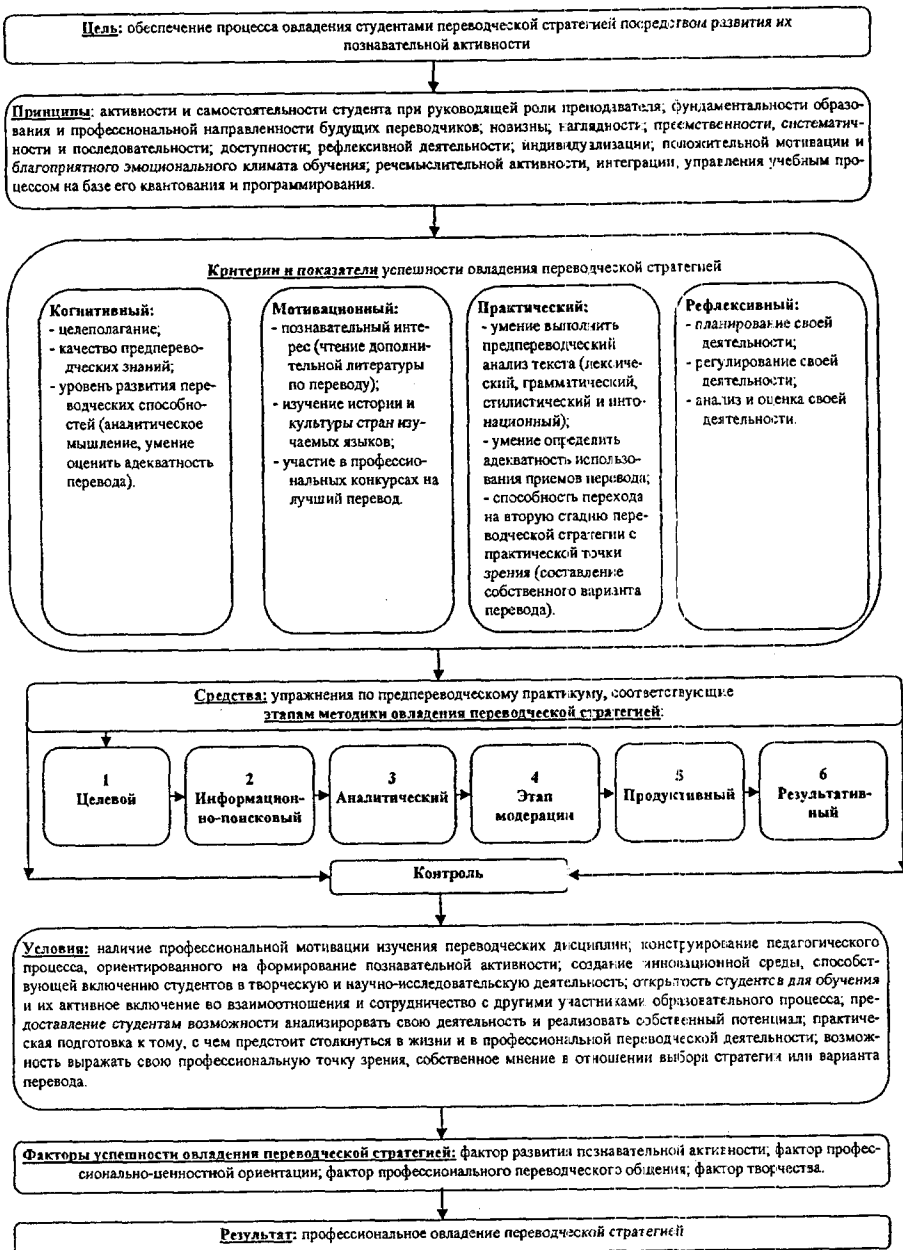 Цель: обеспечение процесса овладения студентами переводческой стратегией посредством развития их
познавательной активности
Принципы: активности и самостоятельности студента при руководящей роли преподавателя; фундаментальности образо-
вания и профессиональной направленности будущих переводчиков; новизны; наглядности; преемственности, системати-
чности и последовательности; доступности; рефлексивной деятельности; индивидуализации; положительной мотивации и
благоприятного эмоционального климата обучения; речемыслительной активности, интеграции, управления учебным про-
цессом на базе его квантования и программирования.
Критерии и показатели успешности овладения переводческой стратегией
Когнитивный:
- целеполагание;
- качество предперево-
дческих знаний;
- уровень развития пере-
водческих способно-
стей (аналитическое
мышление, умение
оценить адекватность
перевода).
Мотивационный:
- познавательный инте-
рес (чтение дополни-
тельной литературы
по переводу);
- изучение истории и
культуры стран изу-
чаемых языков;
- участие в профессио-
нальных конкурсах на
лучший перевод.
Практический:
- умение выполнить
предпереводческий
анализ текста (лексиче-
ский, грамматический,
стилистический и инто-
национный);
- умение определить
адекватность использо-
вания приемов перевода;
- способность перехода
на вторую стадию пере-
водческой стратегии с
практической точки
зрения (составление
собственного варианта
перевода).
Рефлексивный:
- планирование своей
деятельности;
- регулирование своей
деятельности;
- анализ и оценка своей
деятельности.
Средства: упражнения по предпереводческому практикуму, соответствующие
этапам методики овладения переводческой стратегией:
1
Целевой
2
Информацион-
но-поисковый
3
Аналитический
4
Этап
модерации
5
Продуктивный
6
Результатив-
ный
Контроль
Условия: наличие профессиональной мотивации изучения переводческих дисциплин; конструирование педагогического
процесса, ориентированного на формирование познавательной активности; создание инновационной среды, способст-
вующей включению студентов в творческую и научно-исследовательскую деятельность; открытость студентов для обучения
и их активное включение во взаимоотношения и сотрудничество с другими участниками образовательного процесса; пре-
доставление студентам возможности анализирорвать свою деятельность и реализовать собственный потенциал; практиче-
ская подготовка к тому, с чем предстоит столкнуться в жизни и в профессиональной переводческой деятельности; возмож-
ность выражать свою профессиональную точку зрения, собственное мнение в отношении выбора стратегии или варианта
перевода.
Факторы успешности овладения переводческой стратегией: фактор развития познавательной активности; фактор профес-
сионально-ценностной ориентации; фактор профессионального переводческого общения; фактор творчества.
Результат: профессиональное овладение переводческой стратегией